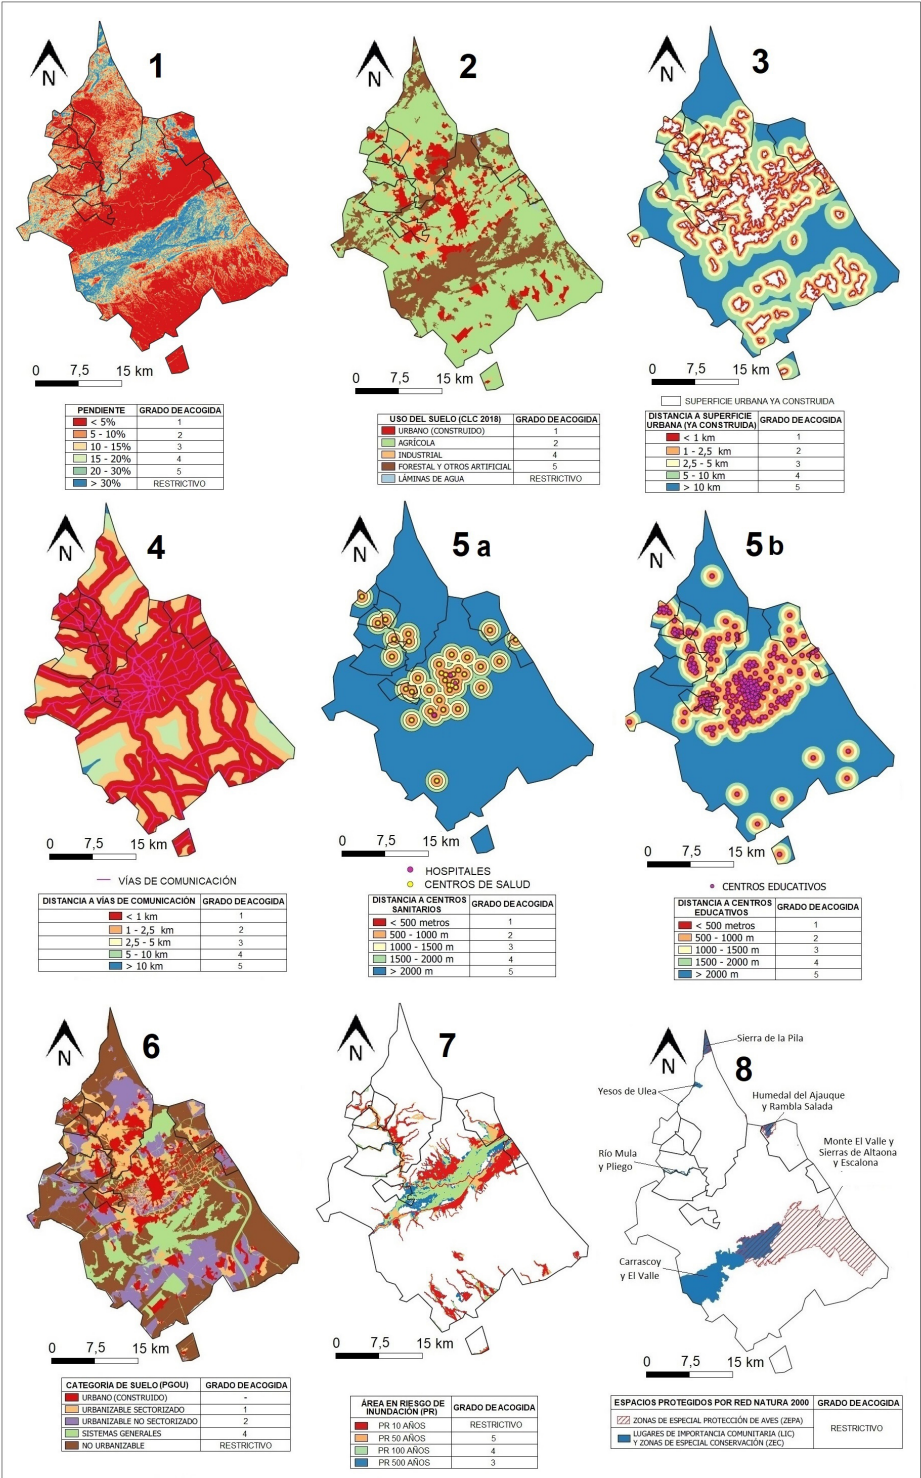 1
N
0 7,5 15 km
PENDIENTE GRADO DE ACOGIDA
< 5% 1
5 - 10% 2
10 - 15% 3
15 - 20% 4
20 - 30% 5
> 30% RESTRICTIVO
2
N
0 7,5 15 km
USO DEL SUELO (CLC 2018) GRADO DE ACOGIDA
URBANO (CONSTRUIDO) 1
AGRÍCOLA 2
INDUSTRIAL 4
FORESTAL Y OTROS ARTIFICIAL 5
LÁMINAS DE AGUA RESTRICTIVO
3
N
0 7,5 15 km
SUPERFICIE URBANA YA CONSTRUIDA
DISTANCIA A SUPERFICIE URBANA (YA CONSTRUIDA) GRADO DE ACOGIDA
< 1 km 1
1 - 2,5 km 2
2,5 - 5 km 3
5 - 10 km 4
> 10 km 5
4
N
0 7,5 15 km
VÍAS DE COMUNICACIÓN
DISTANCIA A VÍAS DE COMUNICACIÓN GRADO DE ACOGIDA
< 1 km 1
1 - 2,5 km 2
2,5 - 5 km 3
5 - 10 km 4
> 10 km 5
5 a
N
0 7,5 15 km
HOSPITALES
CENTROS DE SALUD
DISTANCIA A CENTROS SANITARIOS GRADO DE ACOGIDA
< 500 metros 1
500 - 1000 m 2
1000 - 1500 m 3
1500 - 2000 m 4
> 2000 m 5
5 b
N
0 7,5 15 km
CENTROS EDUCATIVOS
DISTANCIA A CENTROS EDUCATIVOS GRADO DE ACOGIDA
< 500 metros 1
500 - 1000 m 2
1000 - 1500 m 3
1500 - 2000 m 4
> 2000 m 5
6
N
0 7,5 15 km
CATEGORIA DE SUELO (PGOU) GRADO DE ACOGIDA
URBANO (CONSTRUIDO) -
URBANIZABLE SECTORIZADO 1
URBANIZABLE NO SECTORIZADO 2
SISTEMAS GENERALES 4
NO URBANIZABLE RESTRICTIVO
7
N
0 7,5 15 km
ÁREA EN RIESGO DE INUNDACIÓN (PR) GRADO DE ACOGIDA
PR 10 AÑOS RESTRICTIVO
PR 50 AÑOS 5
PR 100 AÑOS 4
PR 500 AÑOS 3
8
N
Sierra de la Pila
Yesos de Ulea
Humedal del Ajauque
y Rambla Salada
Río Mula
y Pliego
Monte El Valle y
Sierras de Altaona
y Escalona
Carrascoy
y El Valle
0 7,5 15 km
ESPACIOS PROTEGIDOS POR RED NATURA 2000 GRADO DE ACOGIDA
ZONAS DE ESPECIAL PROTECCIÓN DE AVES (ZEPA)
LUGARES DE IMPORTANCIA COMUNITARIA (LIC)
Y ZONAS DE ESPECIAL CONSERVACIÓN (ZEC)
RESTRICTIVO